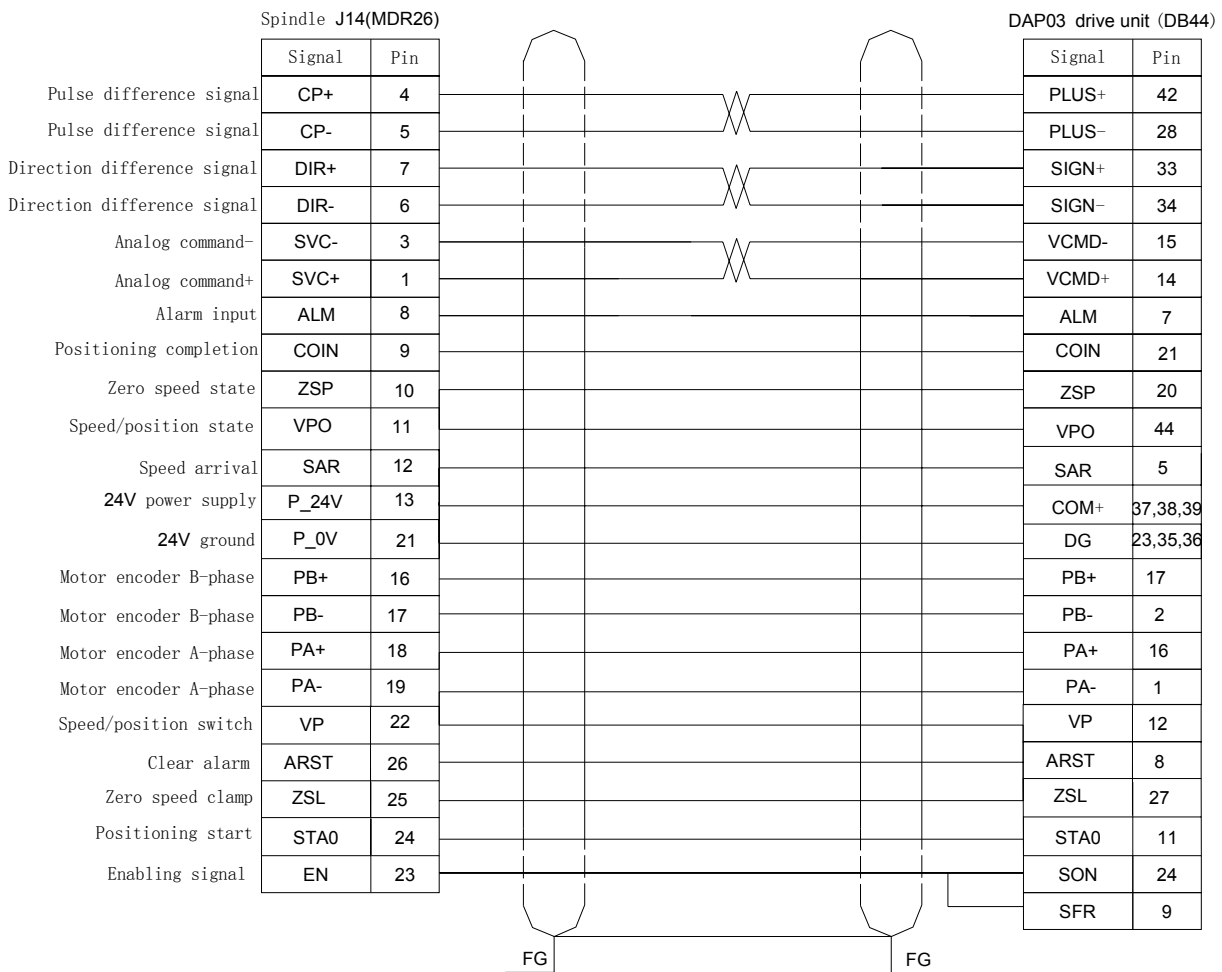 Spindle J14(MDR26) DAP03 drive unit (DB44)
Signal Pin Signal Pin
Pulse difference signal CP+ 4 PLUS+ 42
Pulse difference signal CP- 5 PLUS- 28
Direction difference signal DIR+ 7 SIGN+ 33
Direction difference signal DIR- 6 SIGN- 34
Analog command- SVC- 3 VCMD- 15
Analog command+ SVC+ 1 VCMD+ 14
Alarm input ALM 8 ALM 7
Positioning completion COIN 9 COIN 21
Zero speed state ZSP 10 ZSP 20
Speed/position state VPO 11 VPO 44
Speed arrival SAR 12 SAR 5
24V power supply P_24V 13 COM+ 37,38,39
24V ground P_0V 21 DG 23,35,36
Motor encoder B-phase PB+ 16 PB+ 17
Motor encoder B-phase PB- 17 PB- 2
Motor encoder A-phase PA+ 18 PA+ 16
Motor encoder A-phase PA- 19 PA- 1
Speed/position switch VP 22 VP 12
Clear alarm ARST 26 ARST 8
Zero speed clamp ZSL 25 ZSL 27
Positioning start STA0 24 STA0 11
Enabling signal EN 23 SON 24
SFR 9
FG FG